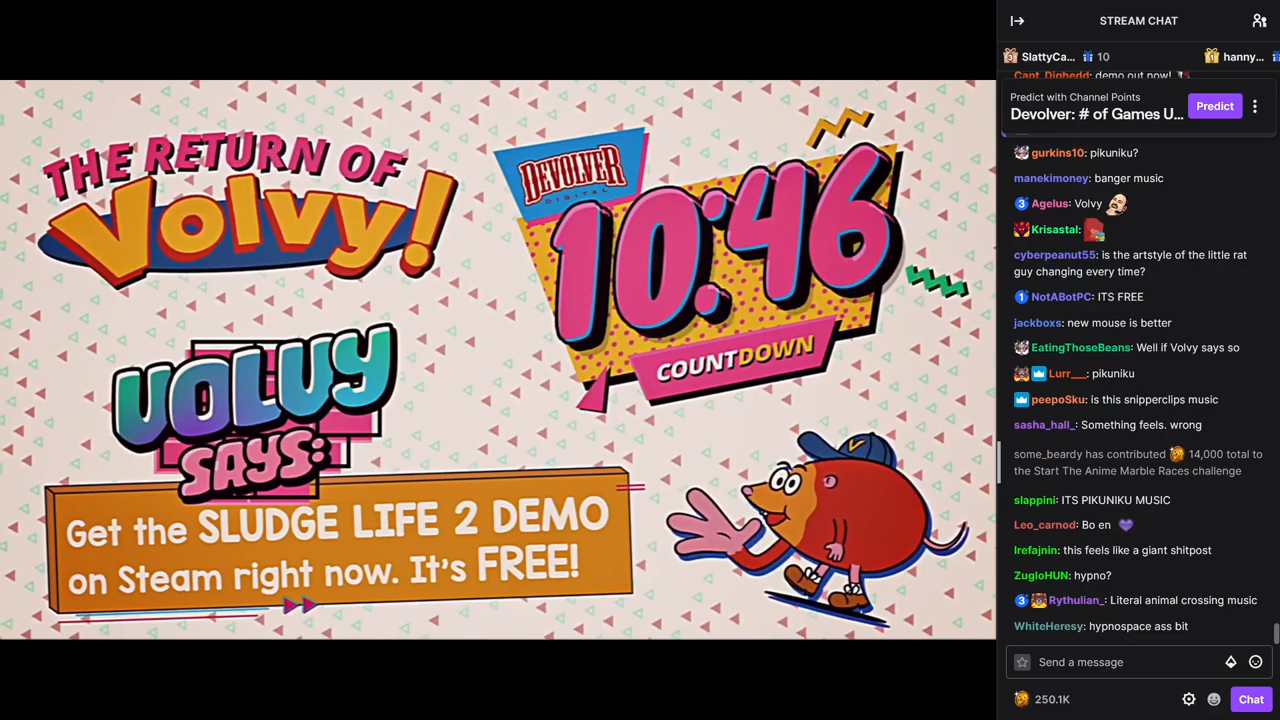 THE RETURN OF
Volvy!
DEVOLVER
DIGITAL
10:46
COUNTDOWN
VOLVY
SAYS:
Get the SLUDGE LIFE 2 DEMO
on Steam right now. It's FREE!
V
STREAM CHAT
SlattyCa... 10 hanny...
Capt_Dighedd: demo out now!
Predict with Channel Points
Devolver: # of Games U...
Predict
gurkins10: pikuniku?
manekimoney: banger music
3 Agelus: Volvy
Krisastal:
cyberpeanut55: is the artstyle of the little rat
guy changing every time?
1 NotABotPC: ITS FREE
jackboxs: new mouse is better
EatingThoseBeans: Well if Volvy says so
Lurr___: pikuniku
peepoSku: is this snipperclips music
sasha_hall_: Something feels. wrong
some_beardy has contributed 14,000 total to
the Start The Anime Marble Races challenge
slappini: ITS PIKUNIKU MUSIC
Leo_carnod: Bo en
lrefajnin: this feels like a giant shitpost
ZugloHUN: hypno?
3 Rythulian_: Literal animal crossing music
WhiteHeresy: hypnospace ass bit
Send a message
250.1K
Chat